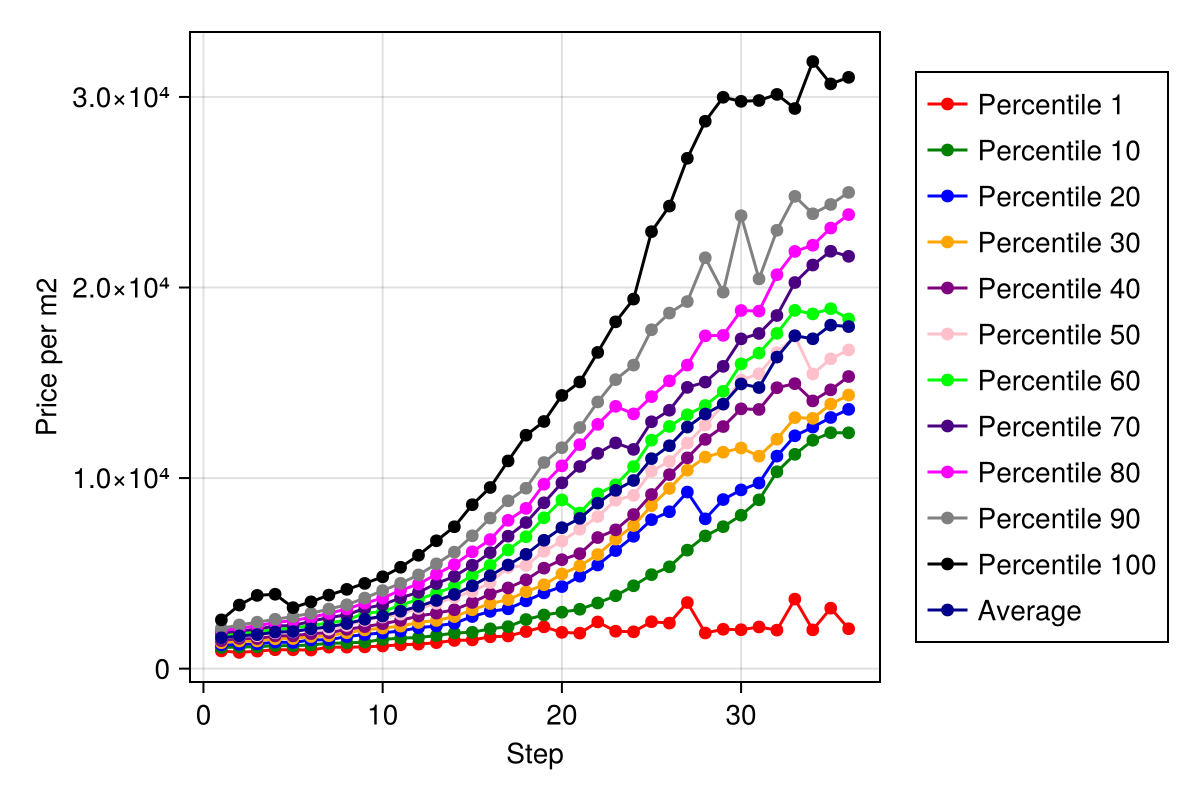 3.0×10⁴
2.0×10⁴
1.0×10⁴
0
Price per m2
0 10 20 30
Step
Percentile 1
Percentile 10
Percentile 20
Percentile 30
Percentile 40
Percentile 50
Percentile 60
Percentile 70
Percentile 80
Percentile 90
Percentile 100
Average